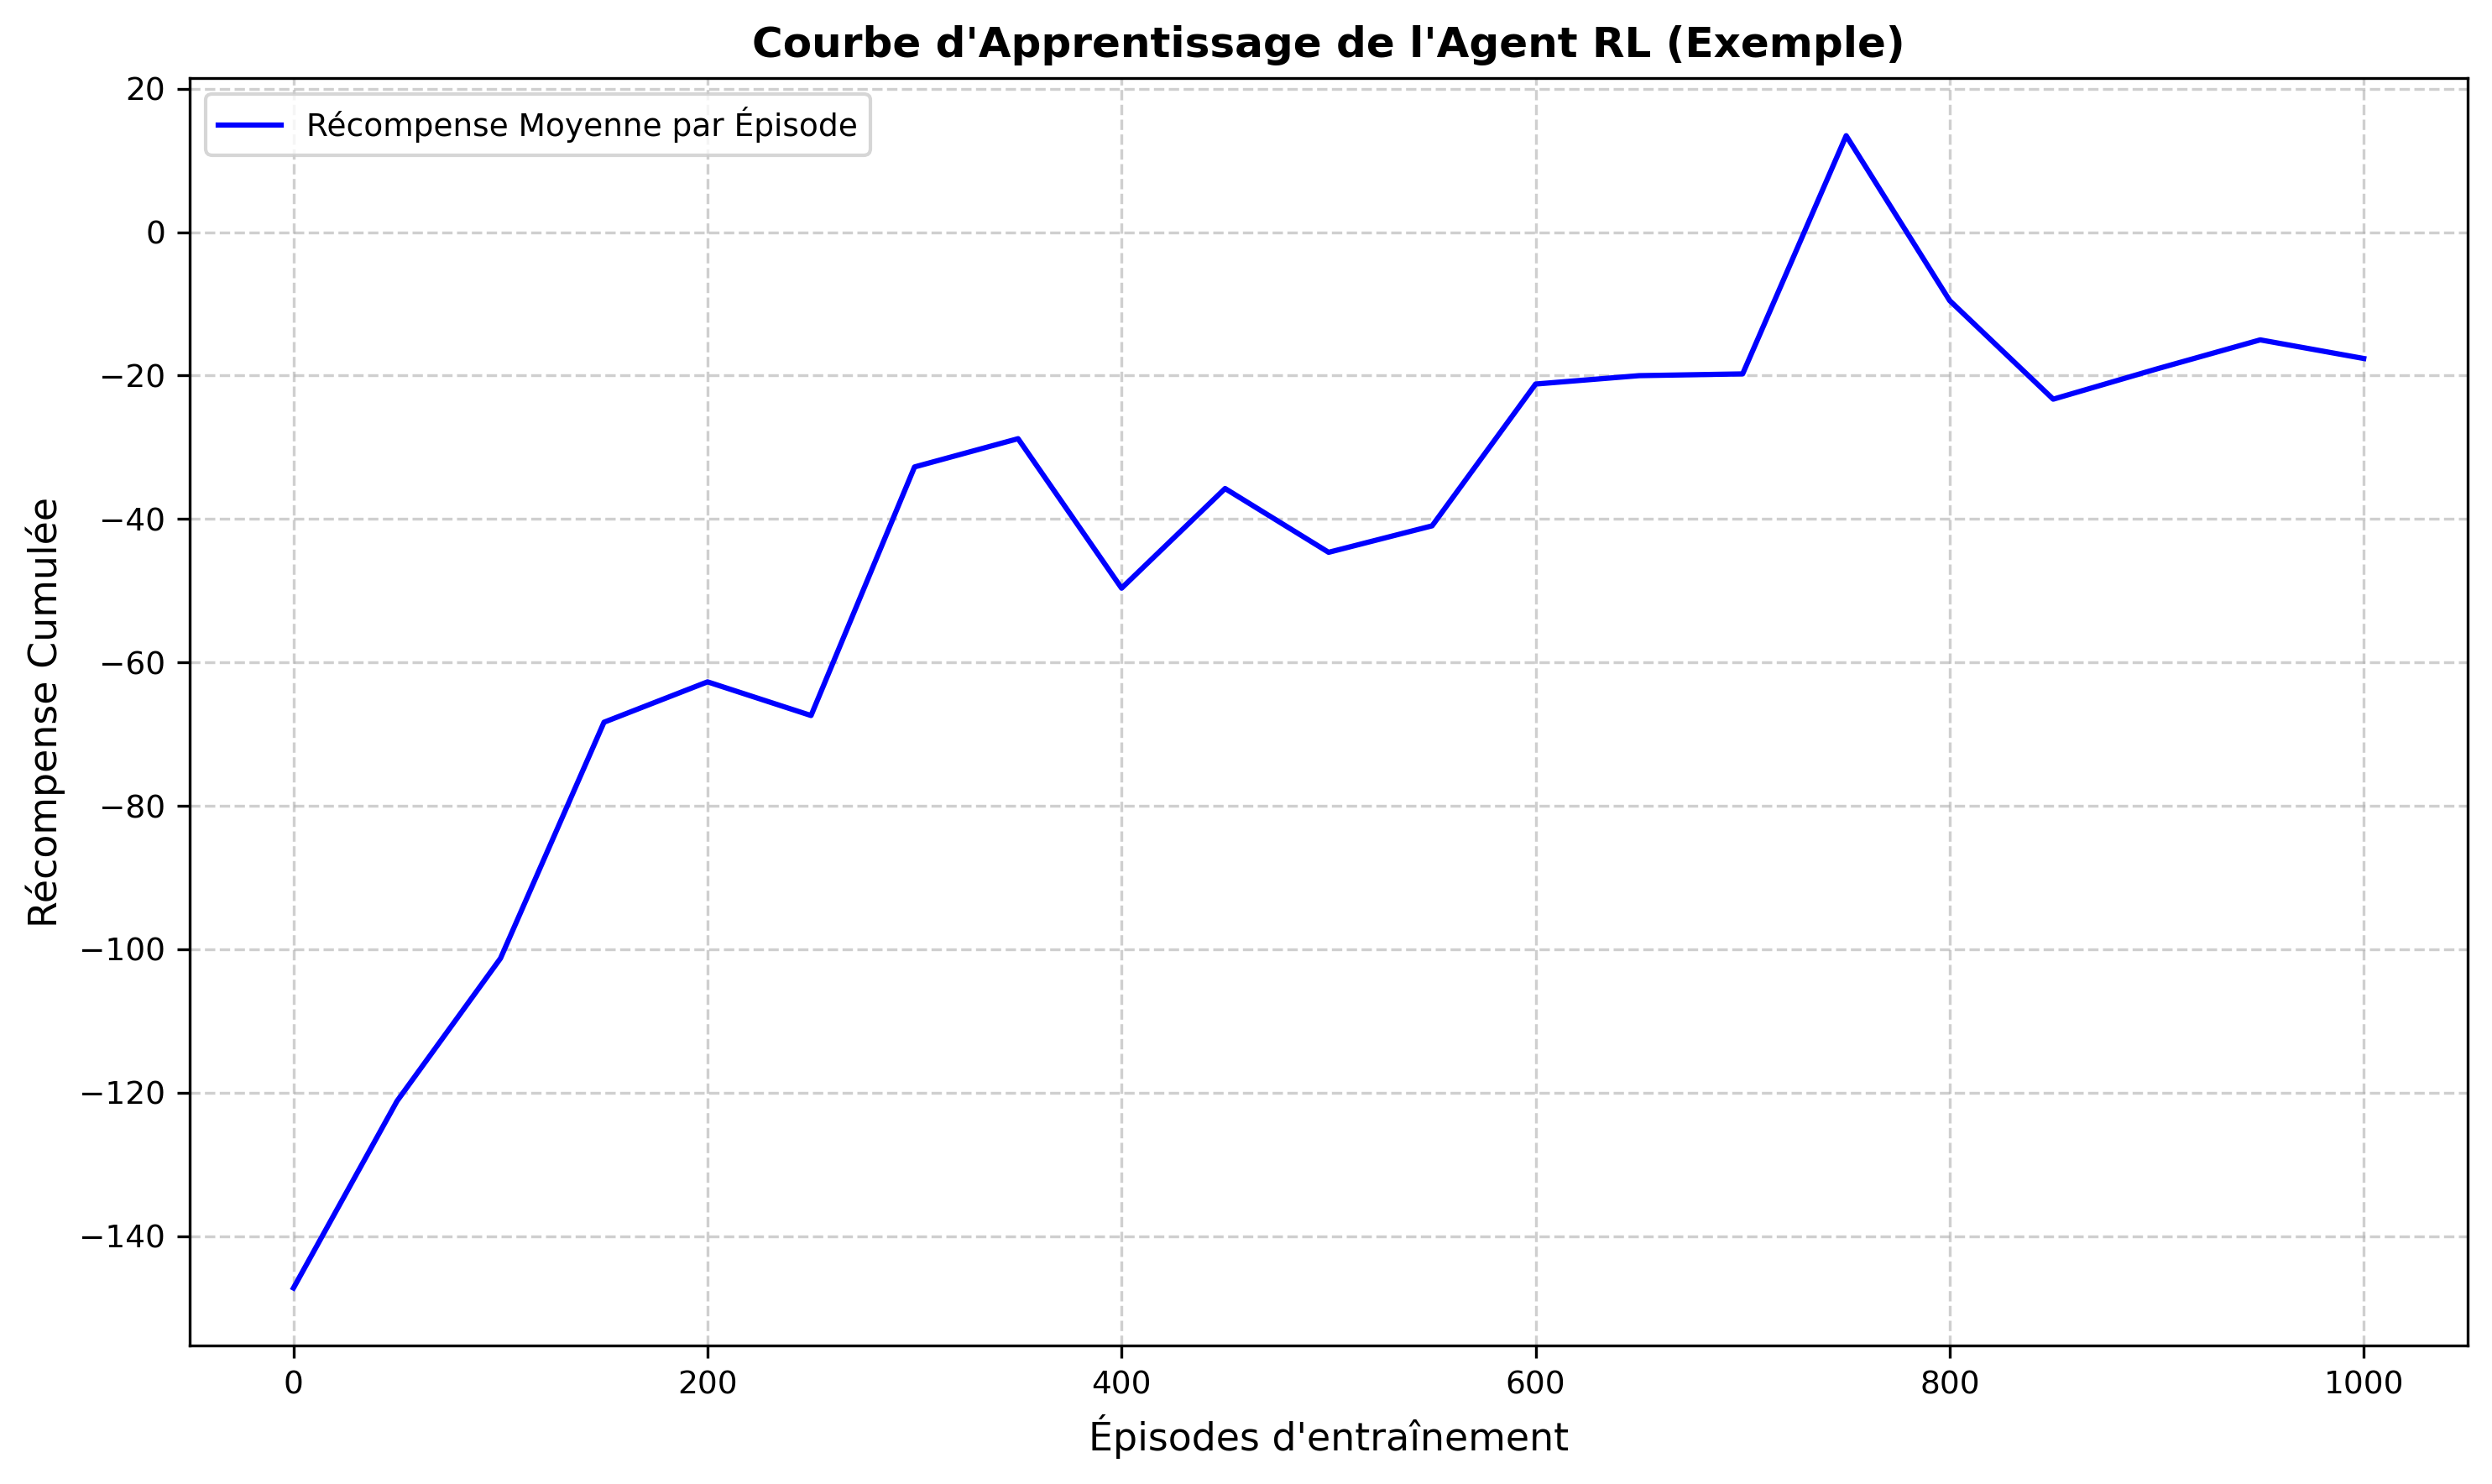 Courbe d'Apprentissage de l'Agent RL (Exemple)
Récompense Moyenne par Épisode
Récompense Cumulée
20
0
−20
−40
−60
−80
−100
−120
−140
0 200 400 600 800 1000
Épisodes d'entraînement